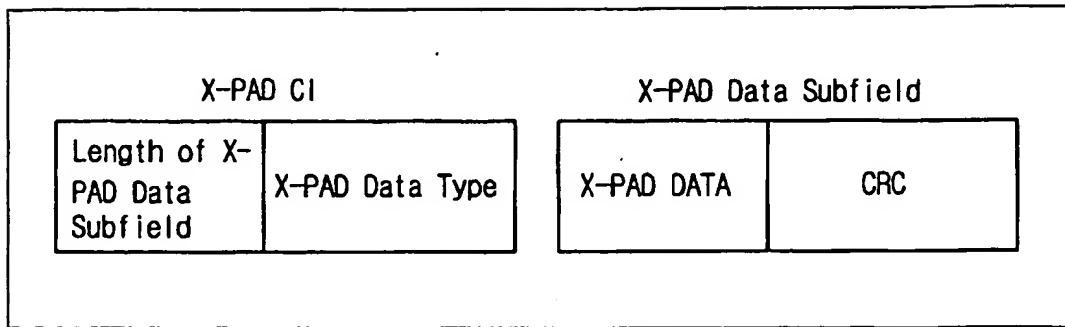 X-PAD CI
X-PAD Data Subfield
Length of X-
PAD Data
Subfield
X-PAD Data Type
X-PAD DATA
CRC